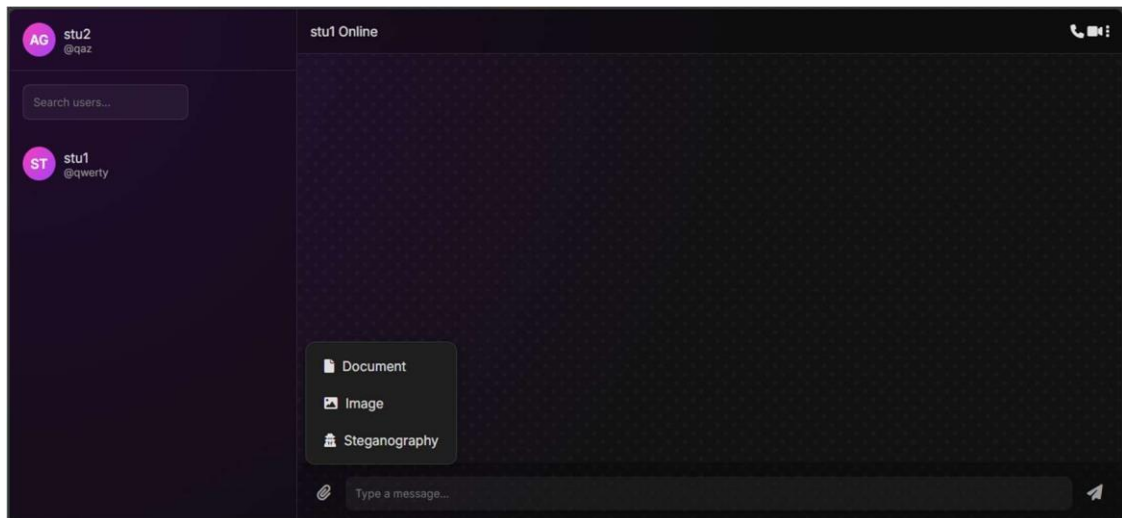 AG
stu2
@qaz
Search users...
ST
stu1
@qwerty
stu1 Online
Document
Image
Steganography
Type a message...